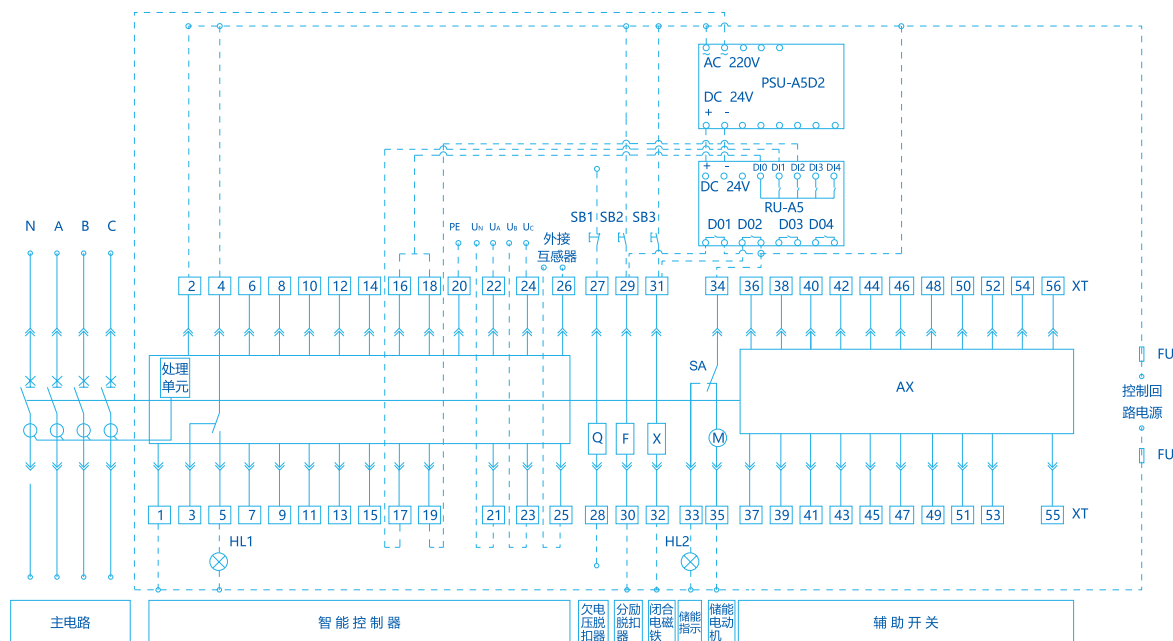 AC 220V
PSU-A5D2
DC 24V
+ -
+ - DI0 DI1 DI2 DI3 DI4
DC 24V
RU-A5
D01 D02 D03 D04
N A B C
PE UN UA UB UC
外接
互感器
SB1 SB2 SB3
2 4 6 8 10 12 14 16 18 20 22 24 26 27 29 31 34 36 38 40 42 44 46 48 50 52 54 56 XT
处理
单元
SA
AX
FU
控制回
路电源
Q F X M
FU
1 3 5 7 9 11 13 15 17 19 21 23 25 28 30 32 33 35 37 39 41 43 45 47 49 51 53 55 XT
HL1
HL2
主电路
智能控制器
欠电
压脱
扣器
分励
脱扣
器
闭合
电磁
铁
储能
指示
储能
电动
机
辅助开关